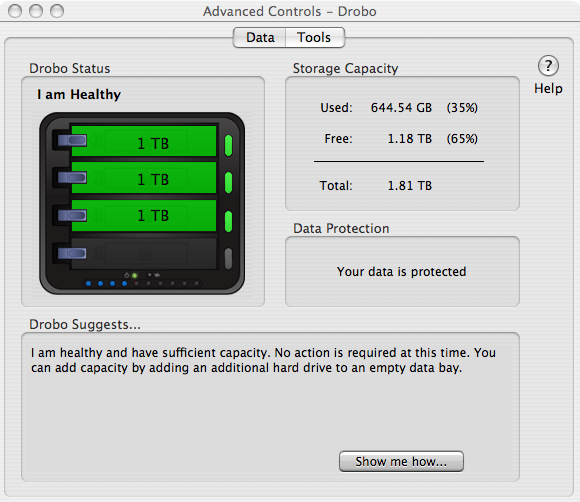 Advanced Controls – Drobo
Data Tools
Drobo Status
I am Healthy
1 TB
1 TB
1 TB
Storage Capacity
Used: 644.54 GB (35%)
Free: 1.18 TB (65%)
Total: 1.81 TB
?
Help
Data Protection
Your data is protected
Drobo Suggests...
I am healthy and have sufficient capacity. No action is required at this time. You
can add capacity by adding an additional hard drive to an empty data bay.
Show me how...